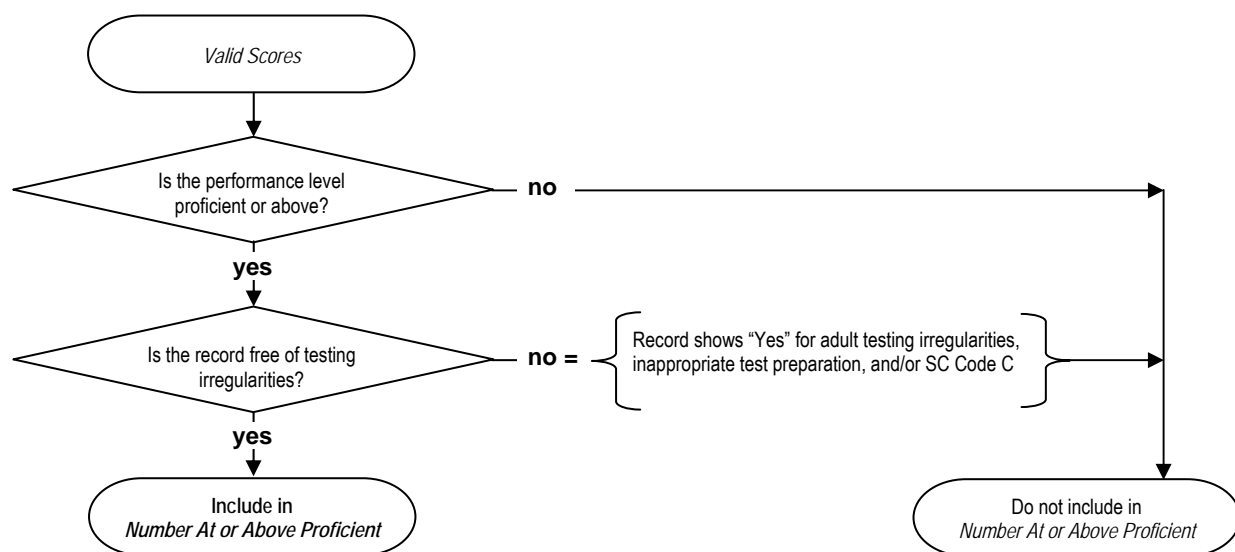 Valid Scores
Is the performance level
proficient or above?
no
yes
Is the record free of testing
irregularities?
no =
Record shows “Yes” for adult testing irregularities,
inappropriate test preparation, and/or SC Code C
yes
Include in
Number At or Above Proficient
Do not include in
Number At or Above Proficient